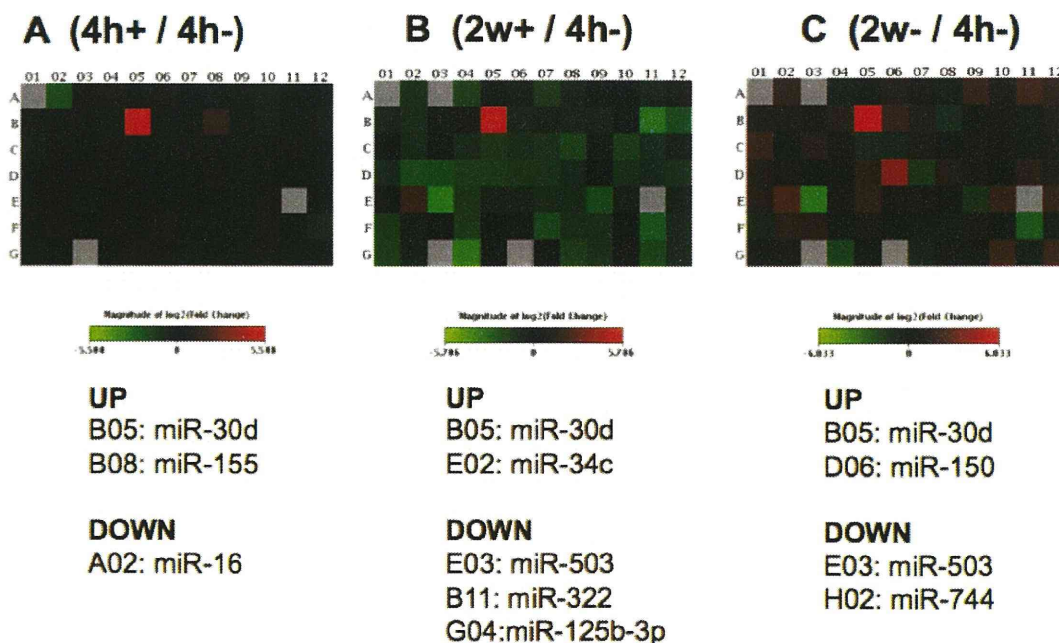 A (4h+ / 4h-)
B (2w+ / 4h-)
C (2w- / 4h-)
01 02 03 04 05 06 07 08 09 10 11 12
A
B
C
D
E
F
G
01 02 03 04 05 06 07 08 09 10 11 12
A
B
C
D
E
F
G
01 02 03 04 05 06 07 08 09 10 11 12
A
B
C
D
E
F
G
Magnitude of log2(Fold Change)
0
Magnitude of log2(Fold Change)
-5.706 0 5.706
Magnitude of log2(Fold Change)
-6.033 0 6.033
UP
B05: miR-30d
B08: miR-155
DOWN
A02: miR-16
UP
B05: miR-30d
E02: miR-34c
DOWN
E03: miR-503
B11: miR-322
G04:miR-125b-3p
UP
B05: miR-30d
D06: miR-150
DOWN
E03: miR-503
H02: miR-744